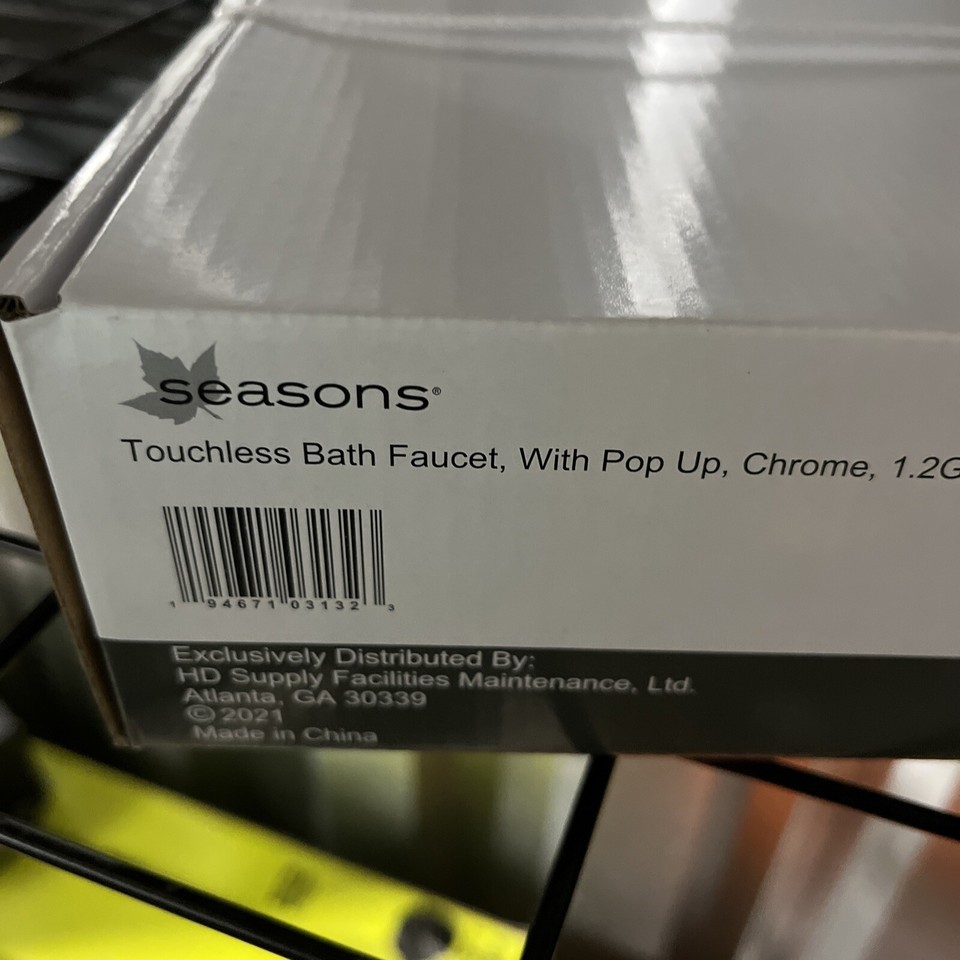 seasons®
Touchless Bath Faucet, With Pop Up, Chrome, 1.2G
1 94671 03132 3
Exclusively Distributed By:
HD Supply Facilities Maintenance, Ltd.
Atlanta, GA 30339
© 2021
Made in China